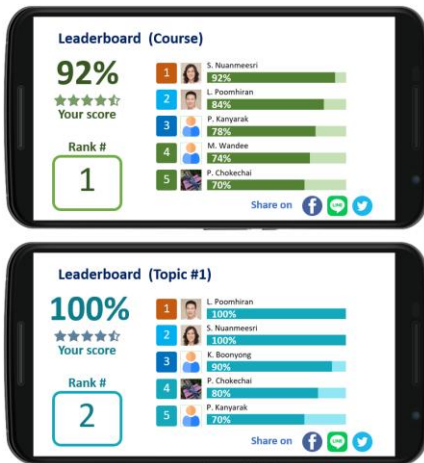 Leaderboard (Course)
92%
Your score
Rank #
1
1 S. Nuanmeesri
92%
2 L. Poomhiran
84%
3 P. Kanyarak
78%
4 M. Wandee
74%
5 P. Chokechai
70%
Share on f LINE
Leaderboard (Topic #1)
100%
Your score
Rank #
2
1 L. Poomhiran
100%
2 S. Nuanmeesri
100%
3 K. Boonyong
90%
4 P. Chokechai
80%
5 P. Kanyarak
70%
Share on f LINE